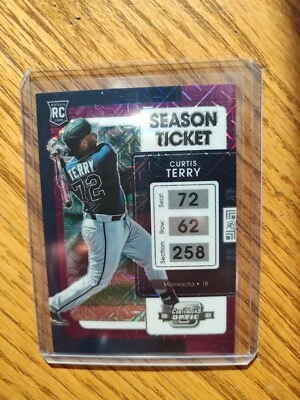 RC
SEASON
TICKET
CURTIS
TERRY
TERRY
72
Seat
72
Row
62
Section
258
Minnesota • 1B
CONTENDERS
OPTIC